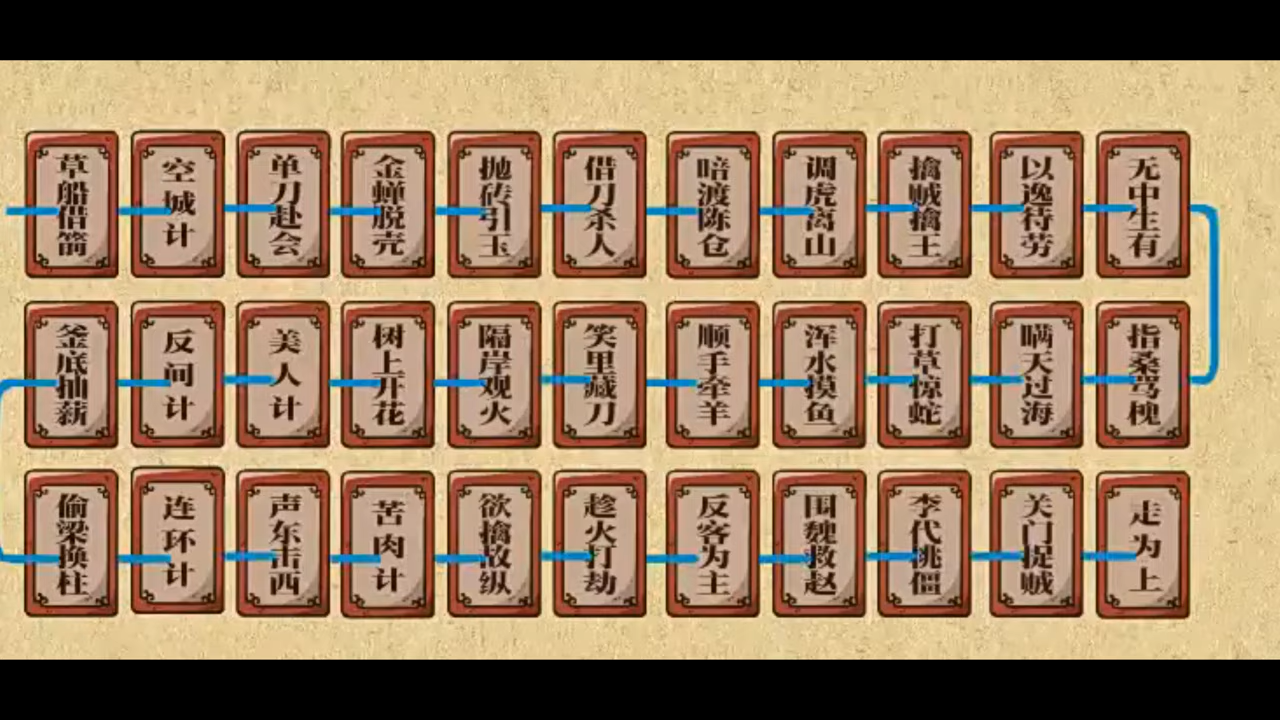 草船借箭
空城计
单刀赴会
金蝉脱壳
抛砖引玉
借刀杀人
暗渡陈仓
调虎离山
擒贼擒王
以逸待劳
无中生有
釜底抽薪
反间计
美人计
树上开花
隔岸观火
笑里藏刀
顺手牵羊
浑水摸鱼
打草惊蛇
瞒天过海
指桑骂槐
偷梁换柱
连环计
声东击西
苦肉计
欲擒故纵
趁火打劫
反客为主
围魏救赵
李代桃僵
关门捉贼
走为上